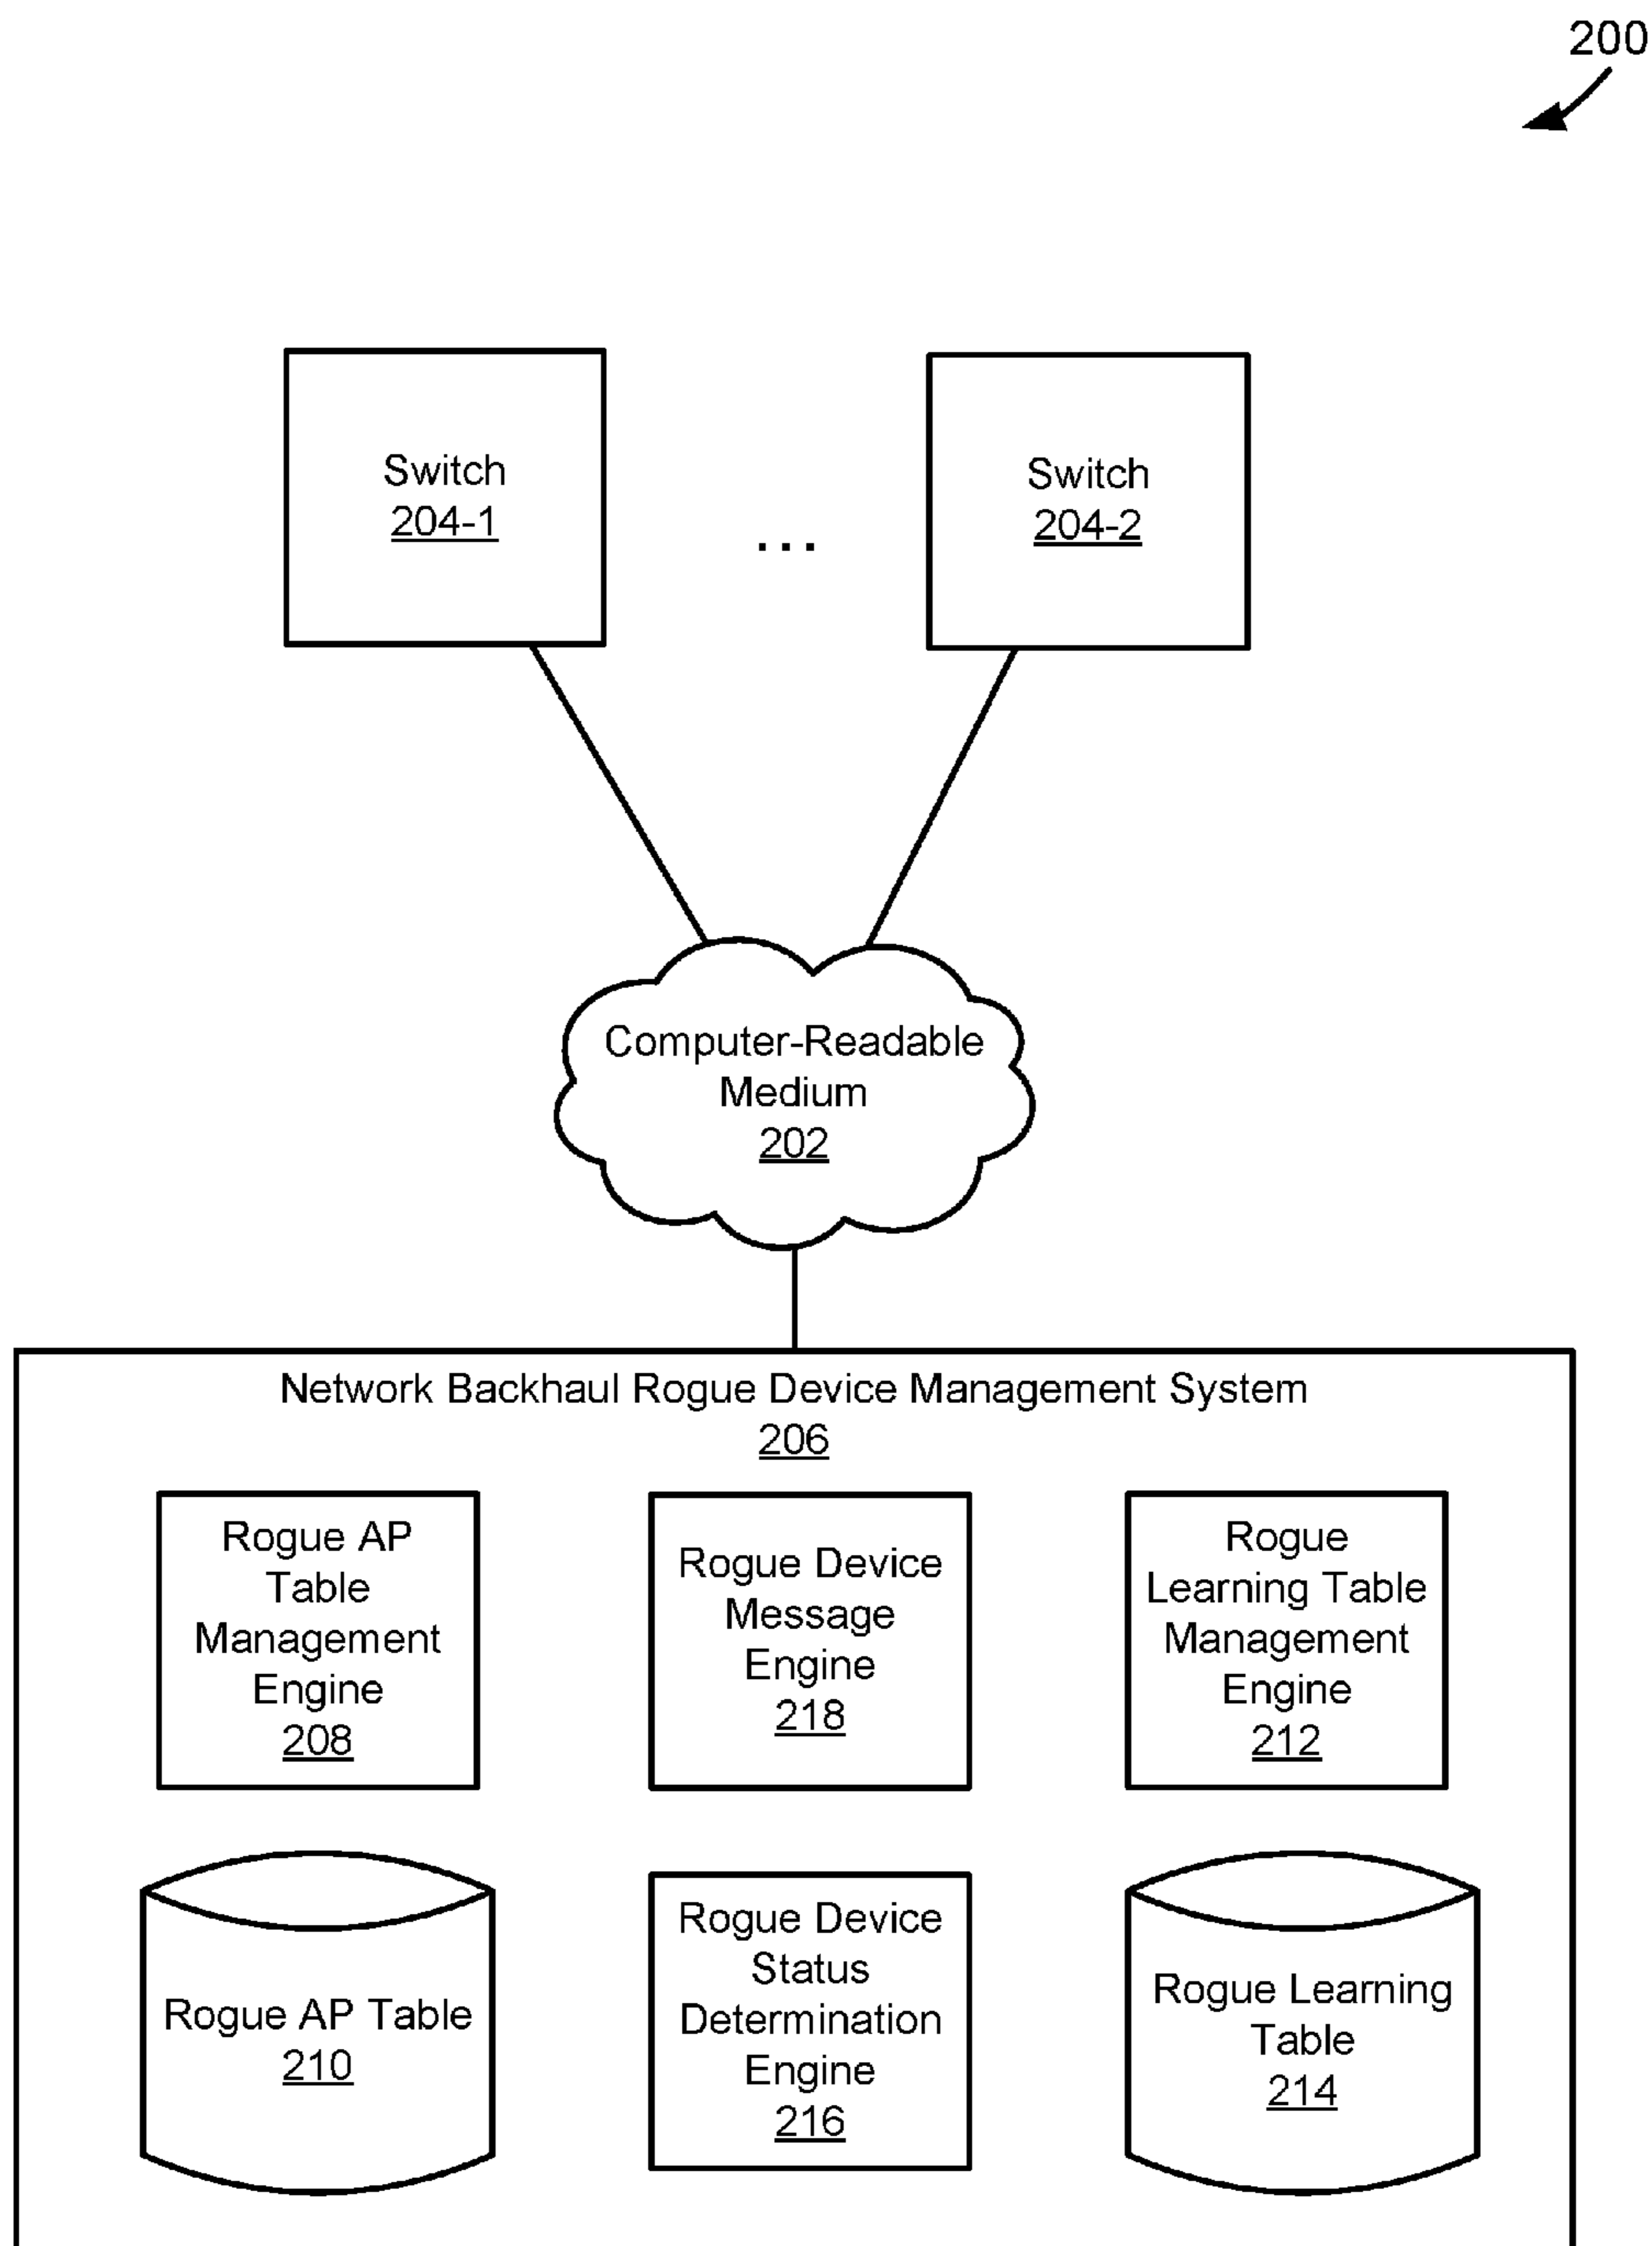 200
Switch
204-1
...
Switch
204-2
Computer-Readable
Medium
202
Network Backhaul Rogue Device Management System
206
Rogue AP
Table
Management
Engine
208
Rogue Device
Message
Engine
218
Rogue
Learning Table
Management
Engine
212
Rogue AP Table
210
Rogue Device
Status
Determination
Engine
216
Rogue Learning
Table
214